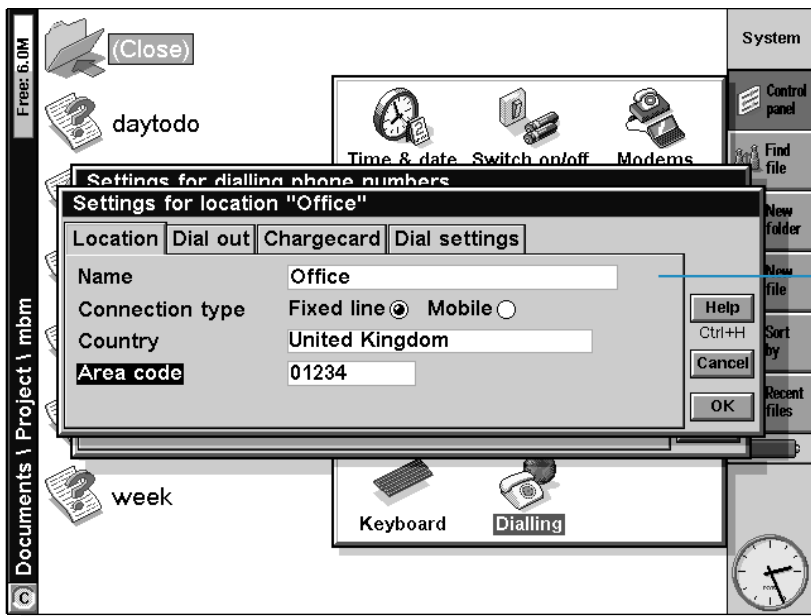 Free: 6.0M
Documents \ Project \ mbm
C
(Close)
daytodo
week
Time & date
Switch on/off
Modems
Settings for dialling phone numbers
Settings for location "Office"
Location
Dial out
Chargecard
Dial settings
Name
Office
Connection type
Fixed line
Mobile
Country
United Kingdom
Area code
01234
Help
Ctrl+H
Cancel
OK
Keyboard
Dialling
System
Control
panel
Find
file
New
folder
New
file
Sort
by
Recent
files